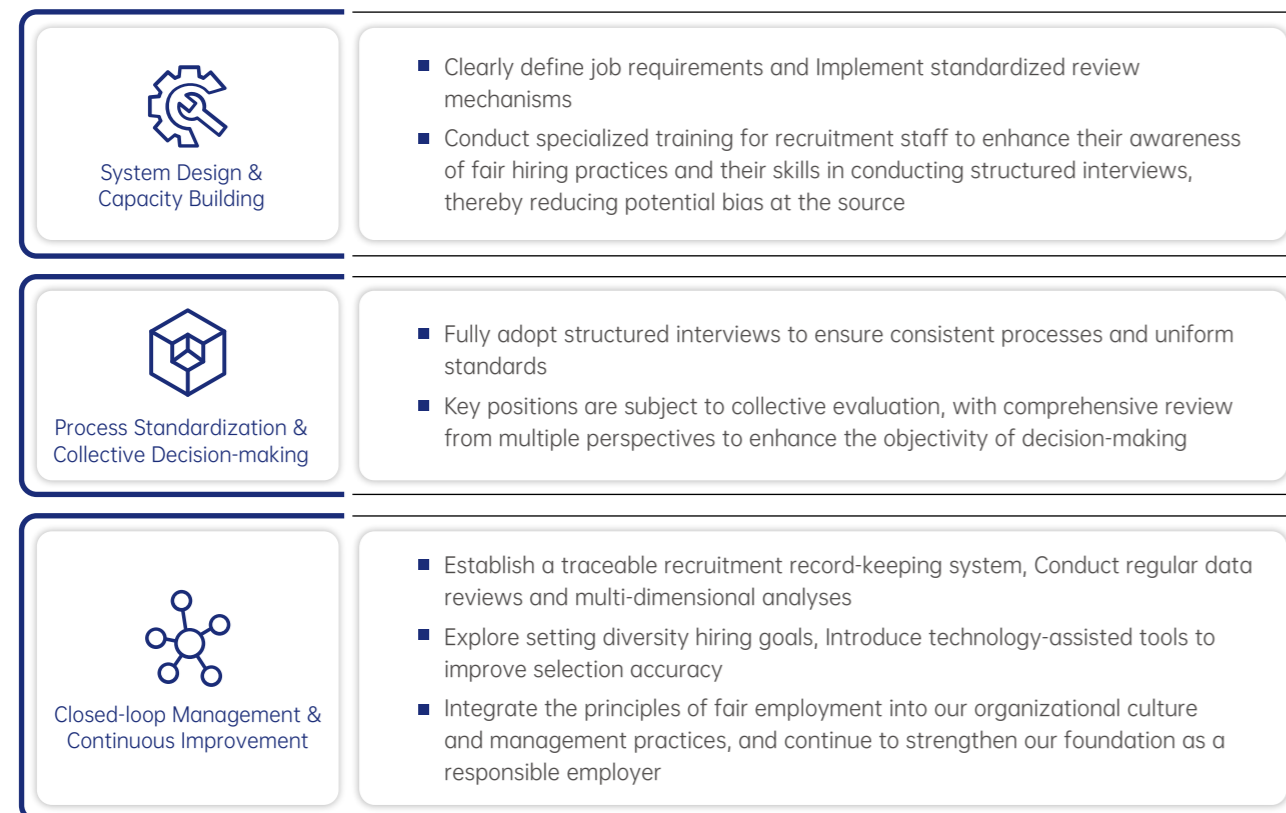 System Design &
Capacity Building
■ Clearly define job requirements and Implement standardized review
mechanisms
■ Conduct specialized training for recruitment staff to enhance their awareness
of fair hiring practices and their skills in conducting structured interviews,
thereby reducing potential bias at the source
Process Standardization &
Collective Decision-making
■ Fully adopt structured interviews to ensure consistent processes and uniform
standards
■ Key positions are subject to collective evaluation, with comprehensive review
from multiple perspectives to enhance the objectivity of decision-making
Closed-loop Management &
Continuous Improvement
■ Establish a traceable recruitment record-keeping system, Conduct regular data
reviews and multi-dimensional analyses
■ Explore setting diversity hiring goals, Introduce technology-assisted tools to
improve selection accuracy
■ Integrate the principles of fair employment into our organizational culture
and management practices, and continue to strengthen our foundation as a
responsible employer